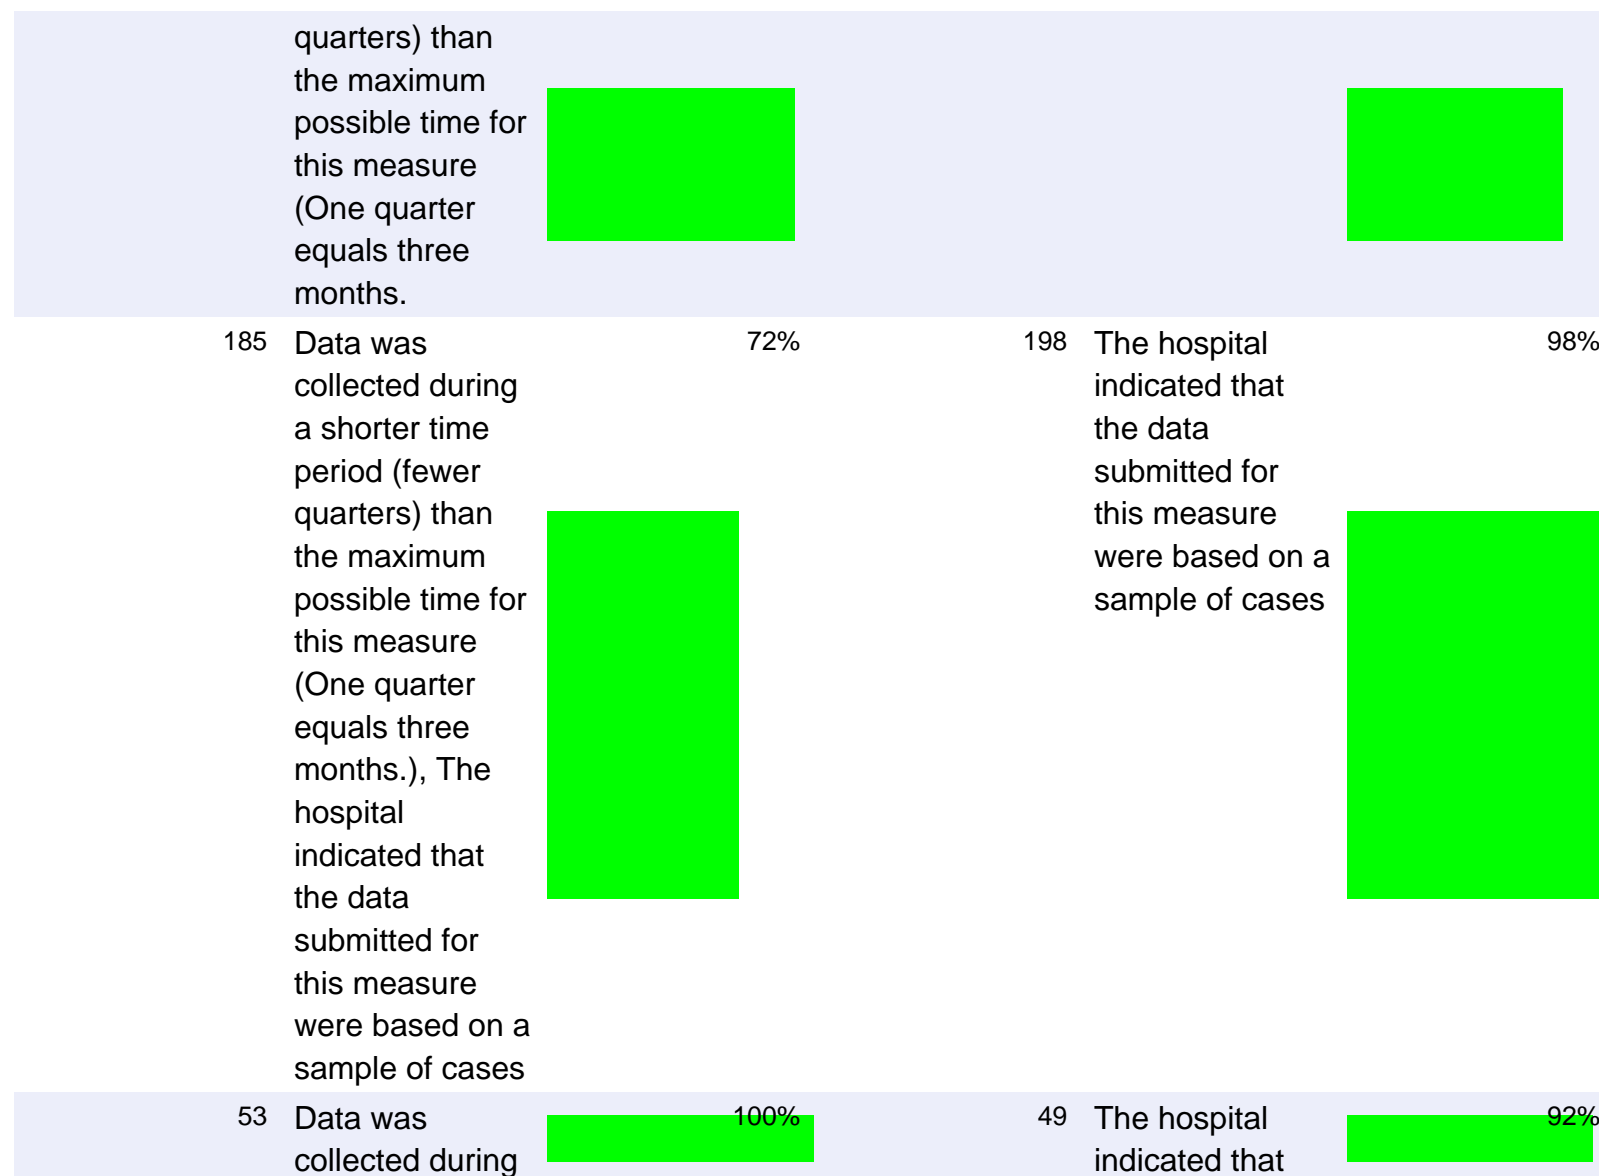 quarters) than
the maximum
possible time for
this measure
(One quarter
equals three
months.
185 Data was 72% 198 The hospital 98%
collected during indicated that
a shorter time the data
period (fewer submitted for
quarters) than this measure
the maximum were based on a
possible time for sample of cases
this measure
(One quarter
equals three
months.), The
hospital
indicated that
the data
submitted for
this measure
were based on a
sample of cases
53 Data was 100% 49 The hospital 92%
collected during indicated that